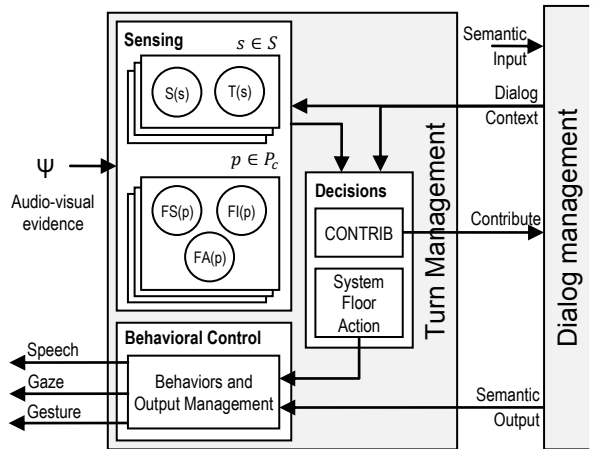 Sensing
s ∈ S
S(s)
T(s)
p ∈ P_c
FS(p)
FI(p)
FA(p)
Ψ
Audio-visual
evidence
Semantic
Input
Dialog
Context
Decisions
CONTRIB
Contribute
System
Floor
Action
Turn Management
Dialog management
Behavioral Control
Behaviors and
Output Management
Speech
Gaze
Gesture
Semantic
Output